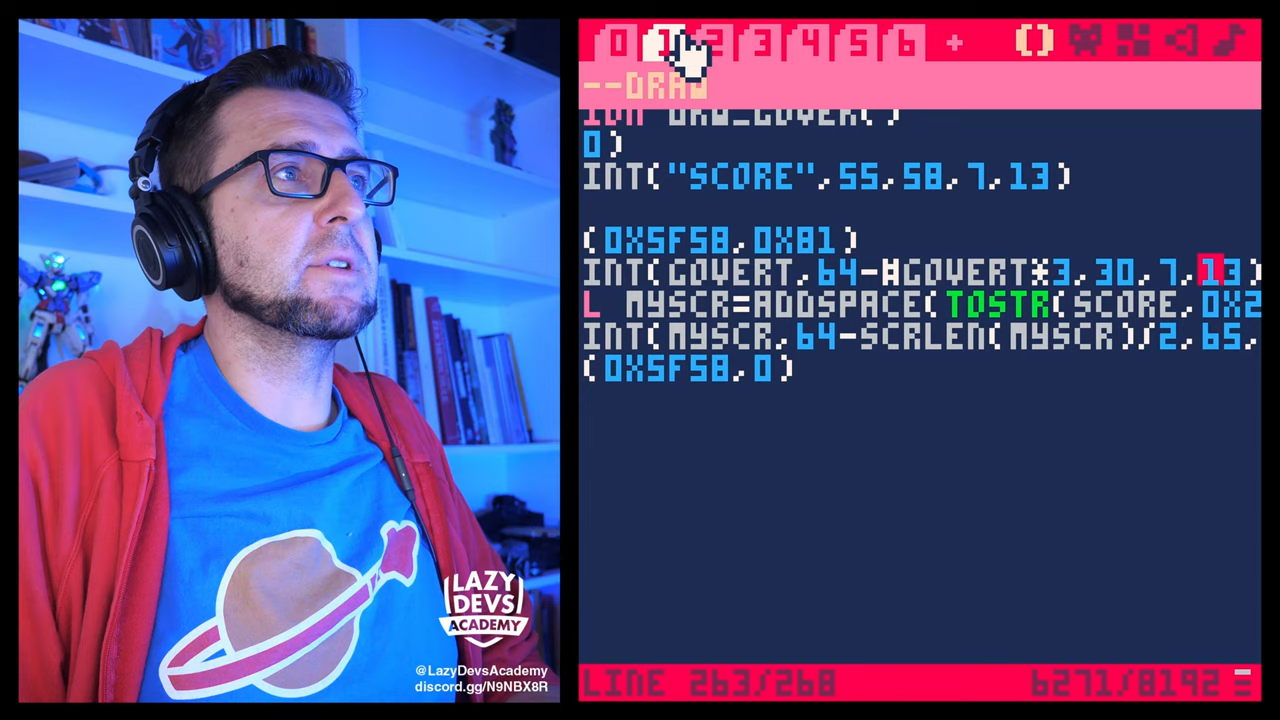 0 1 2 3 4 5 6 + ()
--DRAW
ION DRW_GOVER()
0)
INT("SCORE",55,58,7,13)
(0X5F58,0X81)
INT(GOVERT,64-#GOVERT*3,30,7,13)
L MYSCR=ADDSPACE(TOSTR(SCORE,0X2
INT(MYSCR,64-SCRLEN(MYSCR)/2,65,
(0X5F58,0)
LINE 263/268 6271/8192
LAZY
DEVS
ACADEMY
@LazyDevsAcademy
discord.gg/N9NBX8R